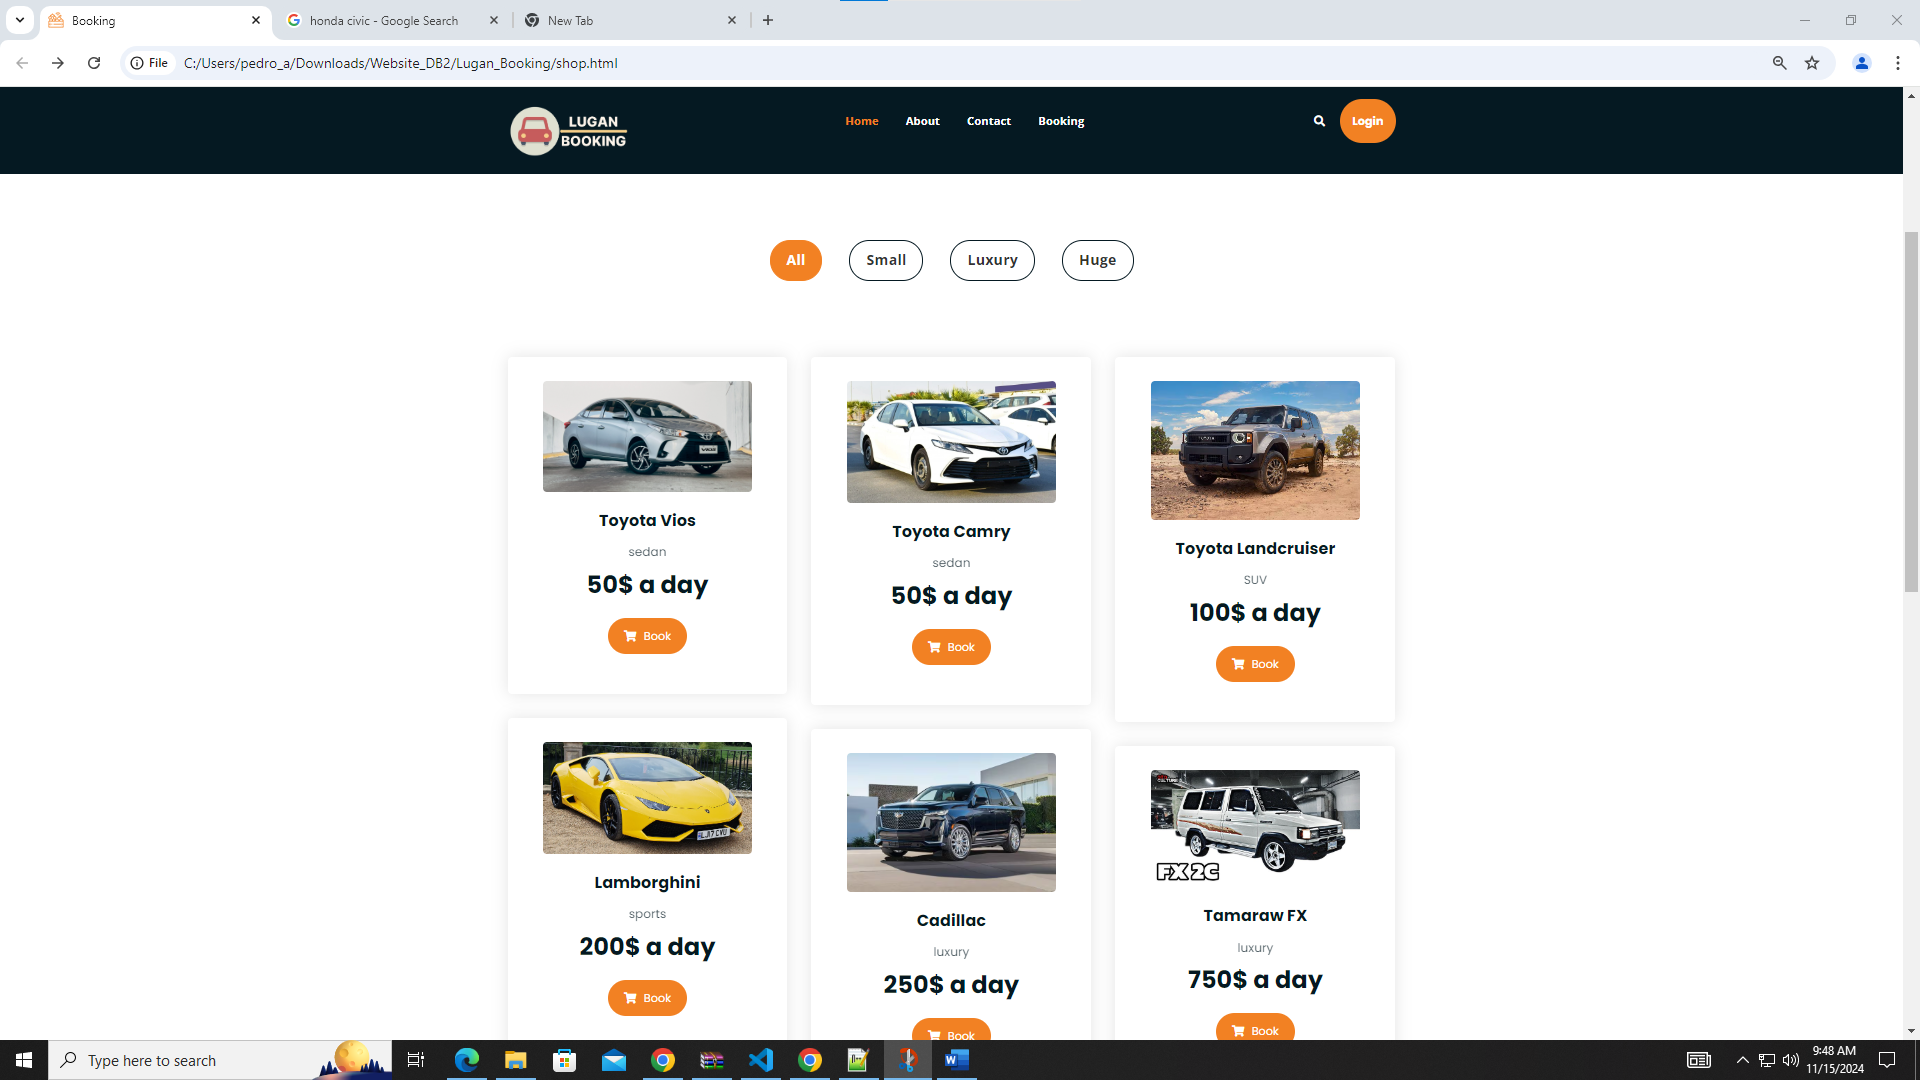 Booking
honda civic - Google Search
New Tab
File
C:/Users/pedro_a/Downloads/Website_DB2/Lugan_Booking/shop.html
LUGAN
BOOKING
Home
About
Contact
Booking
Login
All
Small
Luxury
Huge
Toyota Vios
sedan
50$ a day
Book
Toyota Camry
sedan
50$ a day
Book
Toyota Landcruiser
SUV
100$ a day
Book
Lamborghini
sports
200$ a day
Book
Cadillac
luxury
250$ a day
Book
FX 2C
Tamaraw FX
luxury
750$ a day
Book
Type here to search
9:48 AM
11/15/2024